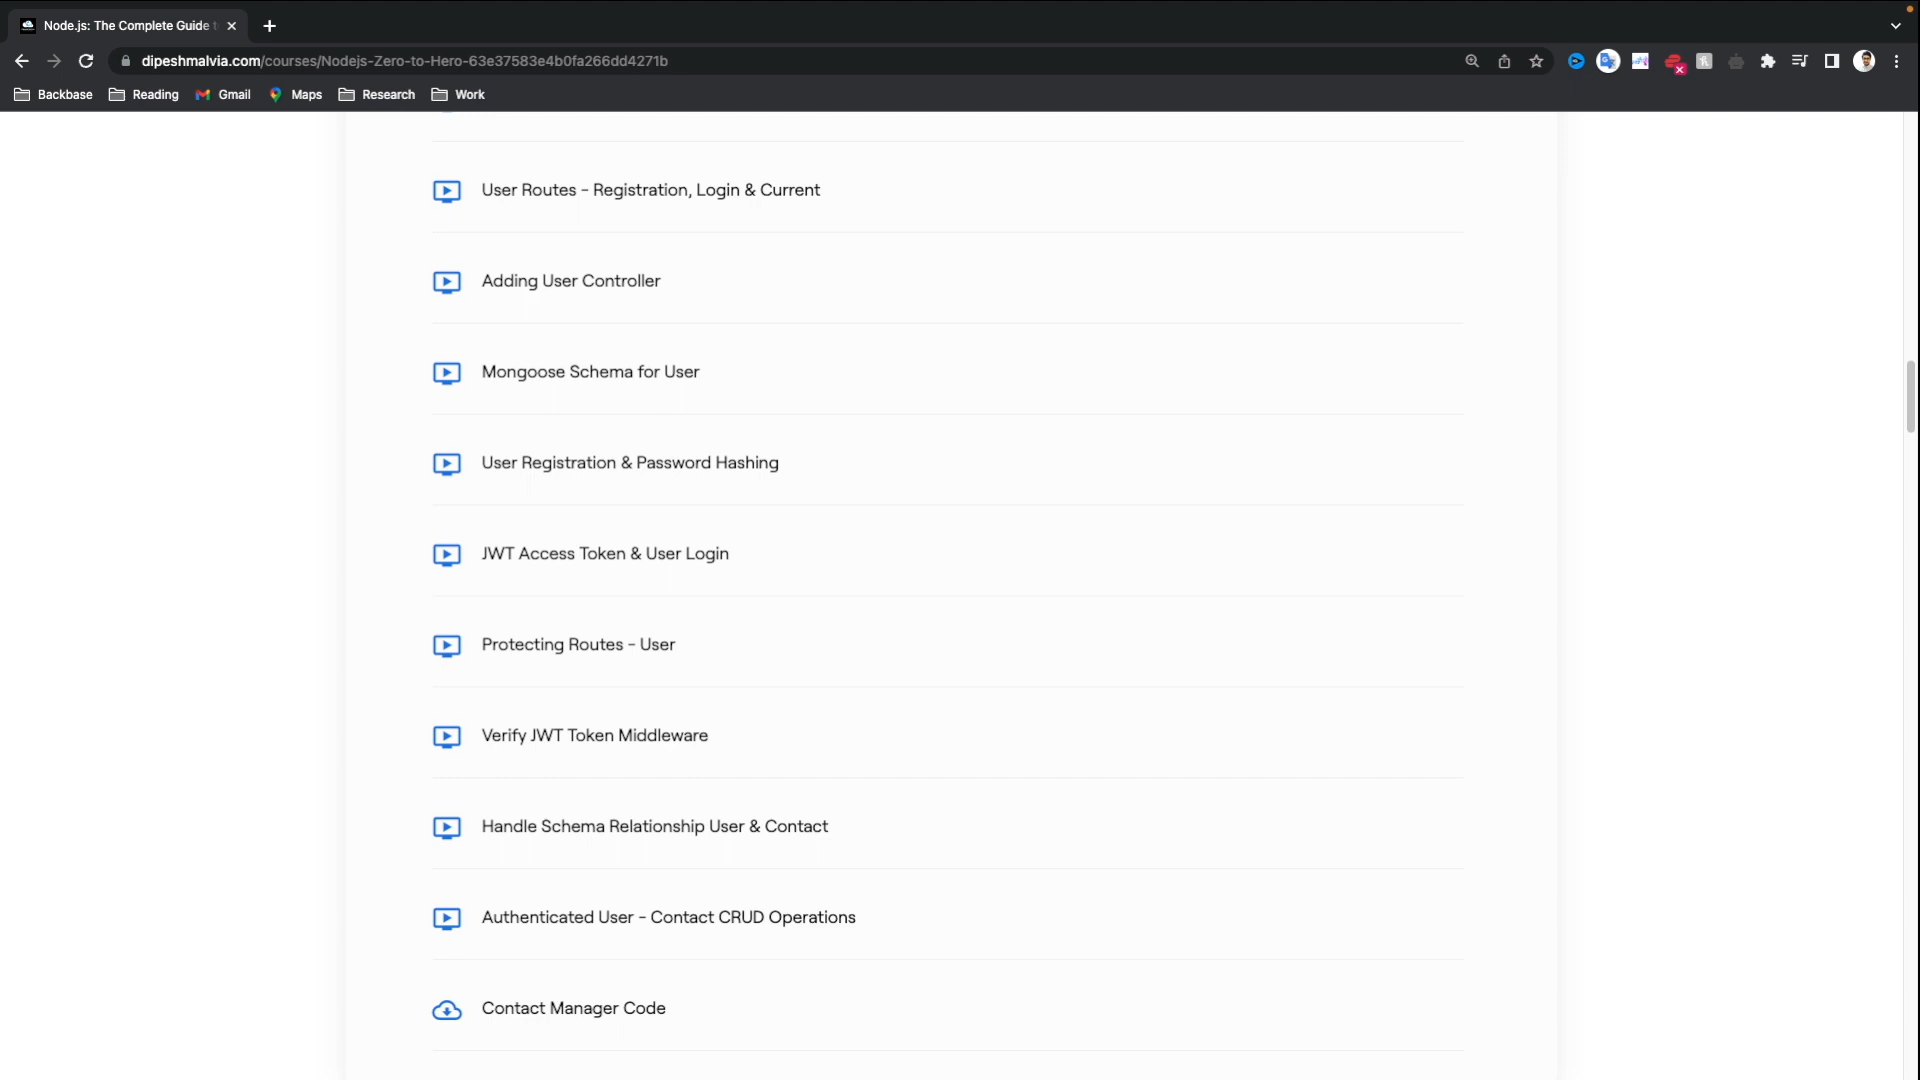 Node.js: The Complete Guide
dipeshmalvia.com/courses/Nodejs-Zero-to-Hero-63e37583e4b0fa266dd4271b
Backbase
Reading
Gmail
Maps
Research
Work
User Routes - Registration, Login & Current
Adding User Controller
Mongoose Schema for User
User Registration & Password Hashing
JWT Access Token & User Login
Protecting Routes - User
Verify JWT Token Middleware
Handle Schema Relationship User & Contact
Authenticated User - Contact CRUD Operations
Contact Manager Code